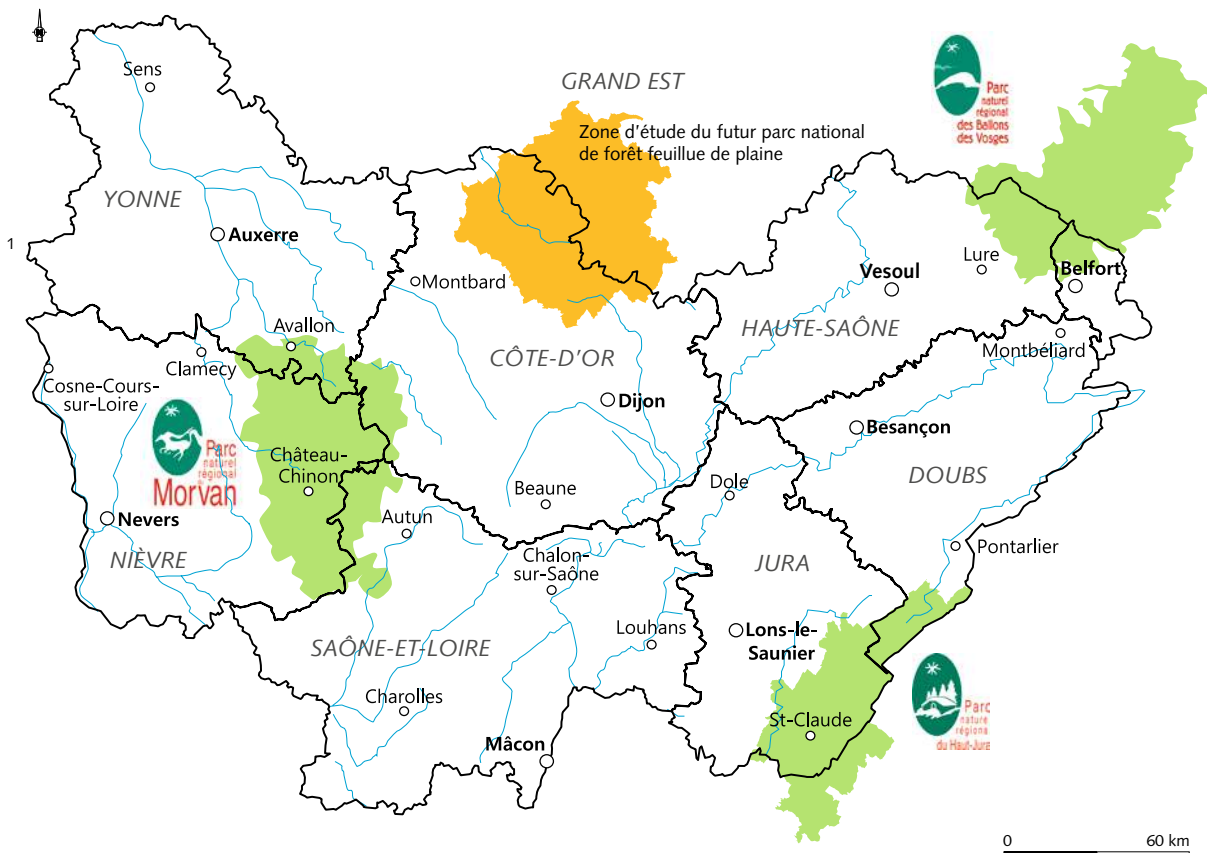 Sens
GRAND EST
Parc
naturel
régional
des Ballons
des Vosges
Zone d'étude du futur parc national
de forêt feuillue de plaine
YONNE
1
Auxerre
Montbard
Vesoul
Lure
Belfort
Avallon
Clamecy
HAUTE-SAÔNE
Montbéliard
Cosne-Cours-
sur-Loire
CÔTE-D'OR
Dijon
Besançon
Parc
naturel
régional
Morvan
Château-
Chinon
DOUBS
Beaune
Dole
Nevers
Autun
NIÈVRE
Chalon-
sur-Saône
JURA
Pontarlier
Louhans
Lons-le-
Saunier
SAÔNE-ET-LOIRE
Charolles
St-Claude
Parc
nature
régiona
du Haut-Jura
Mâcon
0 60 km